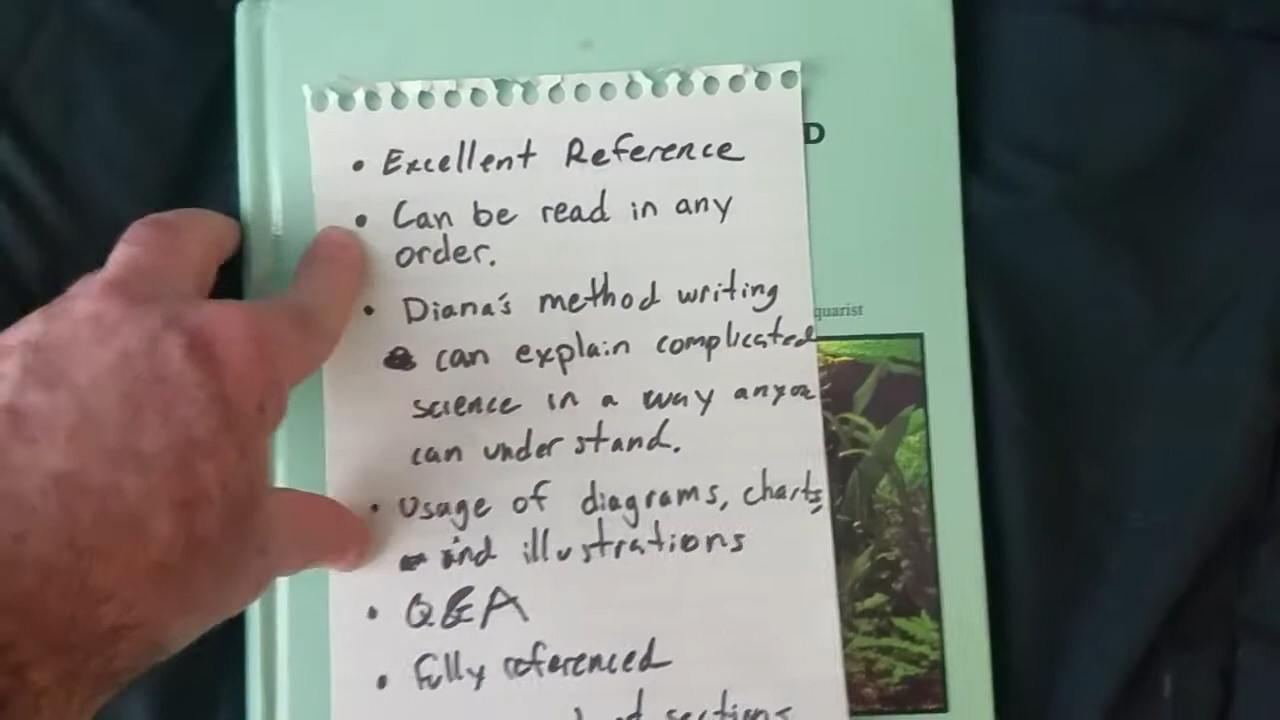 • Excellent Reference
D
• Can be read in any
order.
• Diana's method writing
quarist
can explain complicated
science in a way anyone
can understand.
• Usage of diagrams, charts,
and illustrations
• Q&A
• Fully referenced
sections